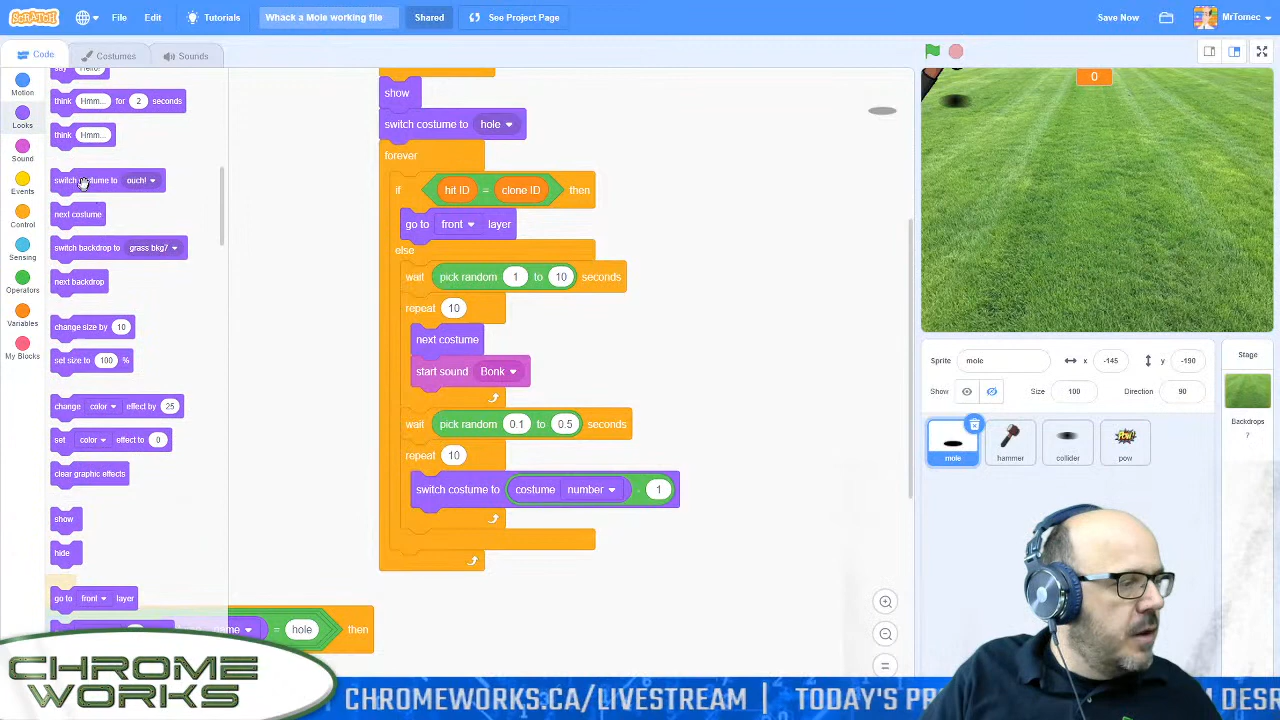 SCRATCH File Edit Tutorials Whack a Mole working file Shared See Project Page Save Now MrTornec
Code Costumes Sounds
Motion
Looks
Sound
Events
Control
Sensing
Operators
Variables
My Blocks
say Hello!
think Hmm... for 2 seconds
think Hmm...
switch costume to ouch!
next costume
switch backdrop to grass bkg7
next backdrop
change size by 10
set size to 100 %
change color effect by 25
set color effect to 0
clear graphic effects
show
hide
go to front layer
show
switch costume to hole
forever
if hit ID = clone ID then
go to front layer
else
wait pick random 1 to 10 seconds
repeat 10
next costume
start sound Bonk
wait pick random 0.1 to 0.5 seconds
repeat 10
switch costume to costume number - 1
= hole then
0
Sprite mole x -145 y -190
Show Size 100 Direction 90
mole hammer collider pow
POW
Stage
Backdrops
7
CHROME
WORKS
CHROMEWORKS.CA/LIVESTREAM | TODAY'S P